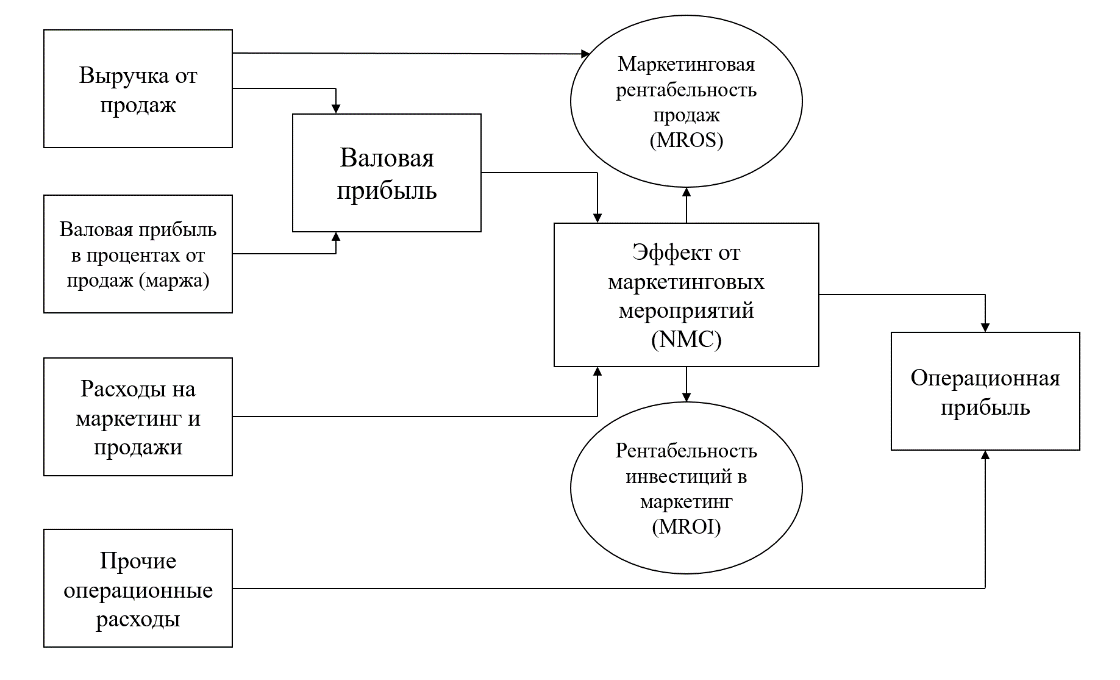 Выручка от
продаж
Валовая прибыль
в процентах от
продаж (маржа)
Расходы на
маркетинг и
продажи
Прочие
операционные
расходы
Валовая
прибыль
Маркетинговая
рентабельность
продаж
(MROS)
Эффект от
маркетинговых
мероприятий
(NMC)
Рентабельность
инвестиций в
маркетинг
(MROI)
Операционная
прибыль